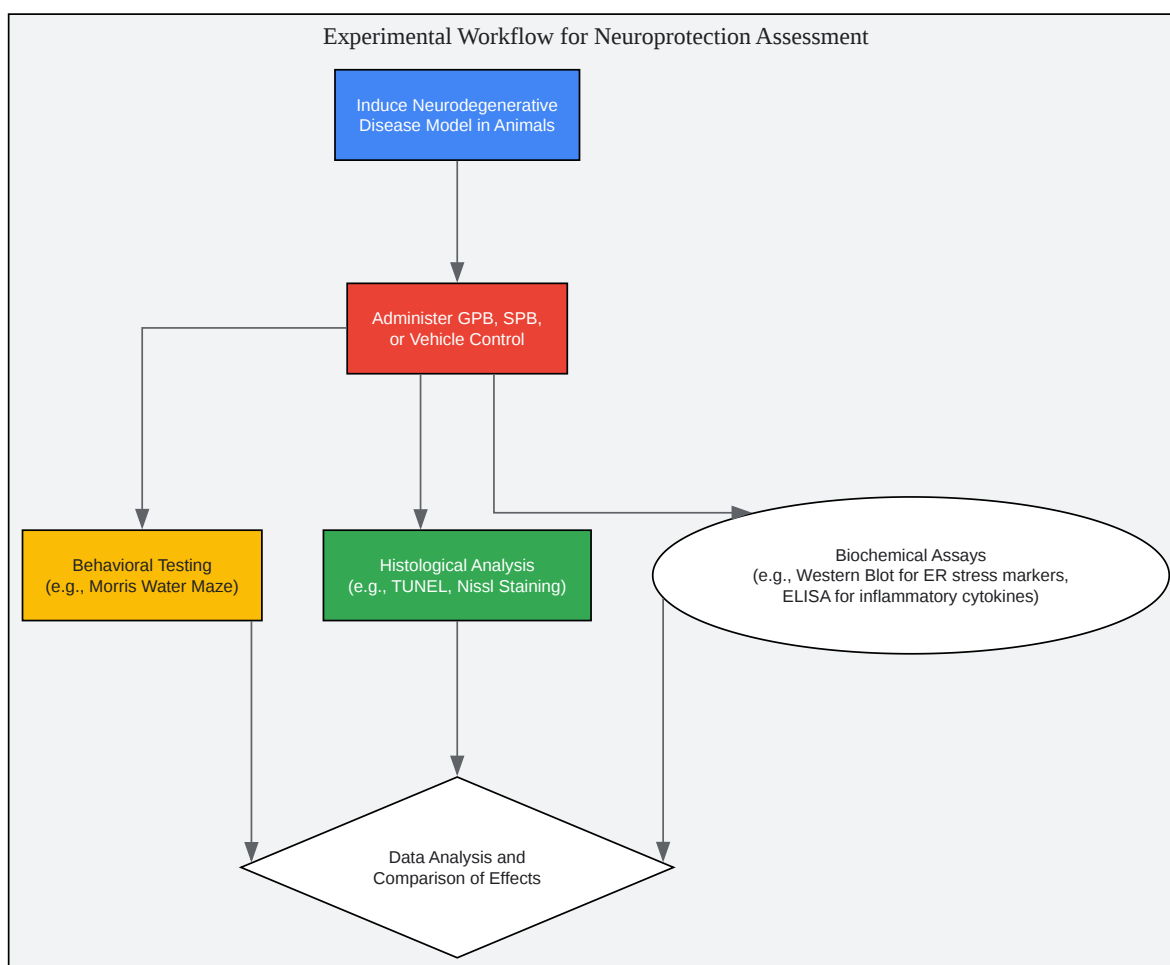 Experimental Workflow for Neuroprotection Assessment
Induce Neurodegenerative
Disease Model in Animals
Administer GPB, SPB,
or Vehicle Control
Behavioral Testing
(e.g., Morris Water Maze)
Histological Analysis
(e.g., TUNEL, Nissl Staining)
Biochemical Assays
(e.g., Western Blot for ER stress markers,
ELISA for inflammatory cytokines)
Data Analysis and
Comparison of Effects